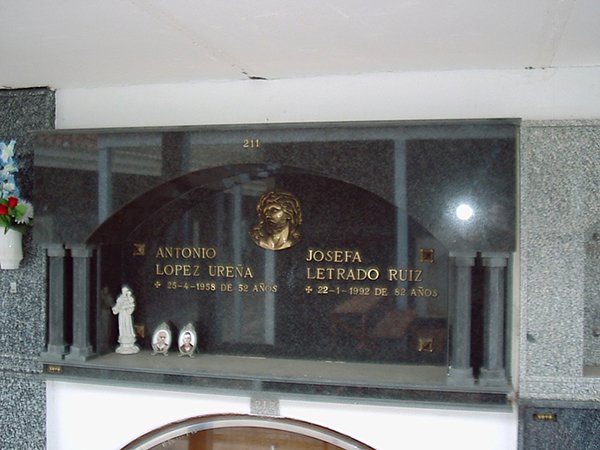 211
ANTONIO
LOPEZ UREÑA
✠ 25-4-1958 DE 52 AÑOS
JOSEFA
LETRADO RUIZ
✠ 22-1-1992 DE 82 AÑOS